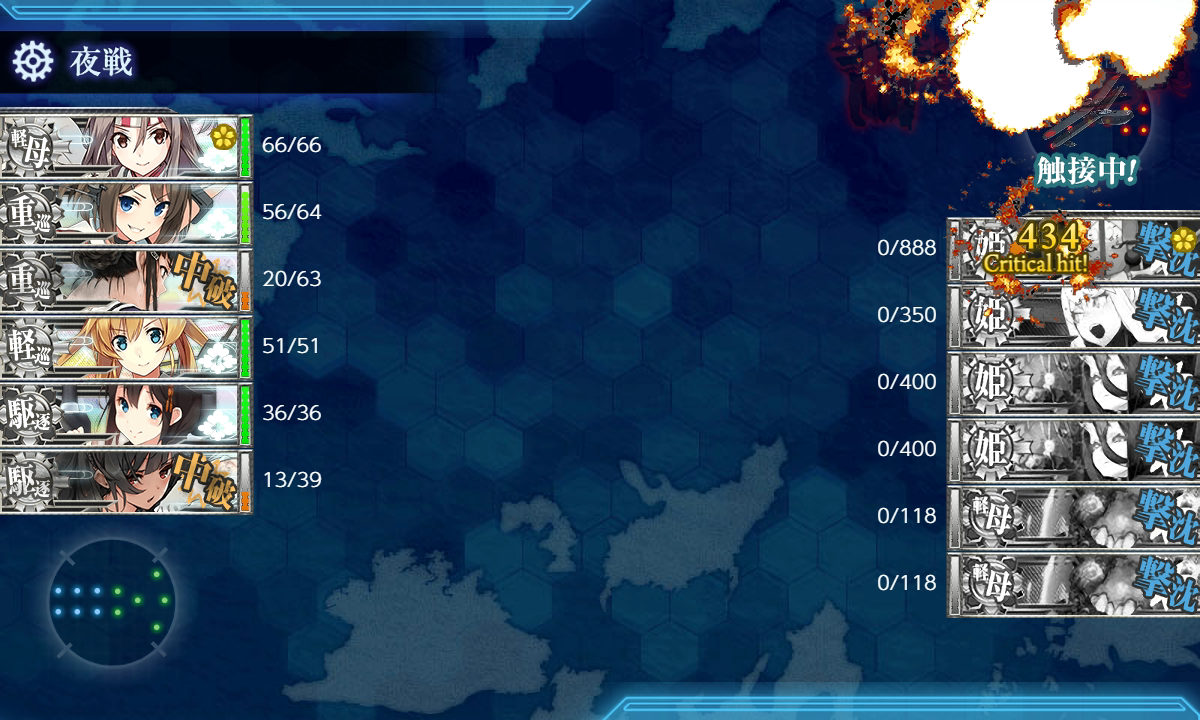 夜戦
触接中!
軽母
66/66
重巡
56/64
重巡
中破
20/63
軽巡
51/51
駆逐
36/36
駆逐
中破
13/39
0/888
姫
434
Critical hit!
撃沈
0/350
姫
撃沈
0/400
姫
撃沈
0/400
姫
撃沈
0/118
軽母
撃沈
0/118
軽母
撃沈